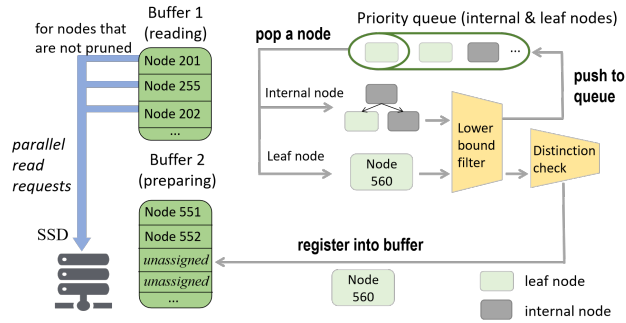 for nodes that
are not pruned
Buffer 1
(reading)
Node 201
Node 255
Node 202
...
parallel
read
requests
SSD
Buffer 2
(preparing)
Node 551
Node 552
unassigned
unassigned
...
Priority queue (internal & leaf nodes)
pop a node
...
push to
queue
Internal node
Leaf node
Node
560
Lower
bound
filter
Distinction
check
register into buffer
Node
560
leaf node
internal node